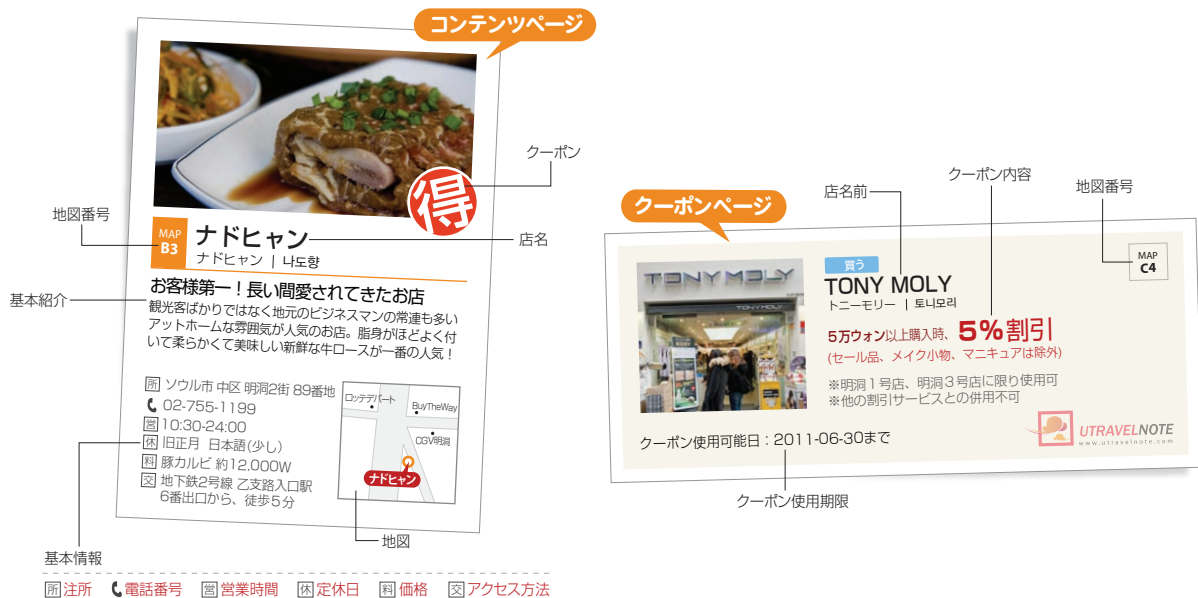 コンテンツページ
クーポン
得
地図番号
MAP
B3
ナドヒャン
店名
ナドヒャン | 나도향
基本紹介
お客様第一！長い間愛されてきたお店
観光客ばかりではなく地元のビジネスマンの常連も多い
アットホームな雰囲気が人気のお店。脂身がほどよく付
いて柔らかくて美味しい新鮮な牛ロースが一番の人気！
所 ソウル市 中区 明洞2街 89番地
02-755-1199
営 10:30-24:00
休 旧正月 日本語(少し)
料 豚カルビ 約12,000W
交 地下鉄2号線 乙支路入口駅
6番出口から、徒歩5分
ロッテデパート
BuyTheWay
CGV明洞
ナドヒャン
地図
基本情報
所 注所 電話番号 営 営業時間 休 定休日 料 価格 交 アクセス方法
クーポンページ
店名前
クーポン内容
地図番号
TONY MOLY
TONY MOLY
買う
TONY MOLY
トニーモリー | 토니모리
MAP
C4
5万ウォン以上購入時、5%割引
(セール品、メイク小物、マニキュアは除外)
※明洞1号店、明洞3号店に限り使用可
※他の割引サービスとの併用不可
UTRAVELNOTE
www.utravelnote.com
クーポン使用可能日：2011-06-30まで
クーポン使用期限